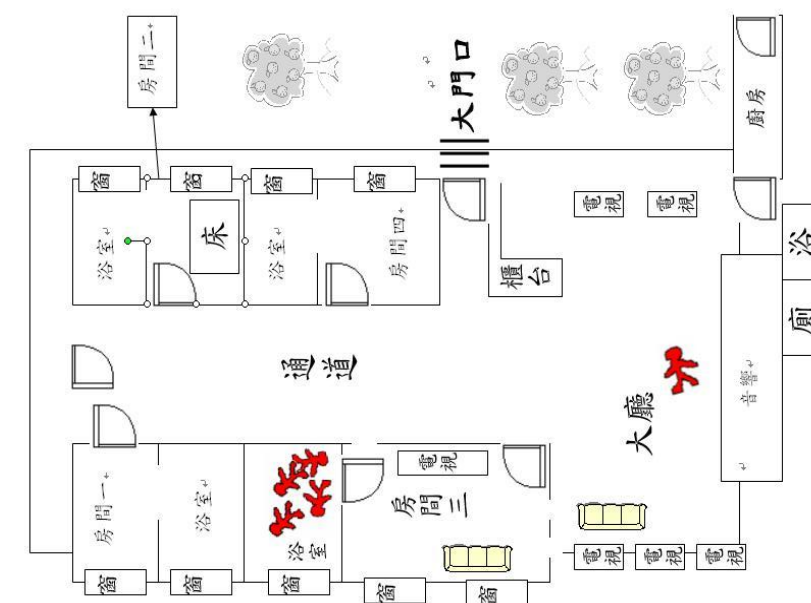 房間二
大門口
廚房
窗
窗
窗
窗
浴室
床
浴室
房間四
櫃台
電視
電視
浴
廁
通道
大廳
音響
房間一
浴室
浴室
電視
房間三
電視
電視
電視
窗
窗
窗
窗
窗